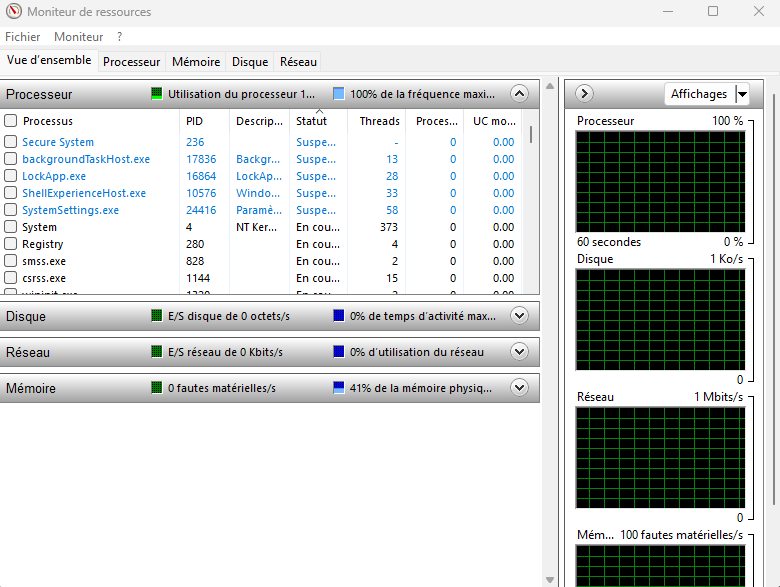 Moniteur de ressources
Fichier Moniteur ?
Vue d'ensemble Processeur Mémoire Disque Réseau
Processeur Utilisation du processeur 1... 100% de la fréquence maxi...
Processus PID Descrip... Statut Threads Proces... UC mo...
Secure System 236 Suspe... - 0 0.00
backgroundTaskHost.exe 17836 Backgr... Suspe... 13 0 0.00
LockApp.exe 16864 LockAp... Suspe... 28 0 0.00
ShellExperienceHost.exe 10576 Windo... Suspe... 33 0 0.00
SystemSettings.exe 24416 Paramè... Suspe... 58 0 0.00
System 4 NT Ker... En cou... 373 0 0.00
Registry 280 En cou... 4 0 0.00
smss.exe 828 En cou... 2 0 0.00
csrss.exe 1144 En cou... 15 0 0.00
Disque E/S disque de 0 octets/s 0% de temps d'activité max...
Réseau E/S réseau de 0 Kbits/s 0% d'utilisation du réseau
Mémoire 0 fautes matérielles/s 41% de la mémoire physiq...
Affichages
Processeur 100 %
60 secondes 0 %
Disque 1 Ko/s
0
Réseau 1 Mbits/s
0
Mém... 100 fautes matérielles/s